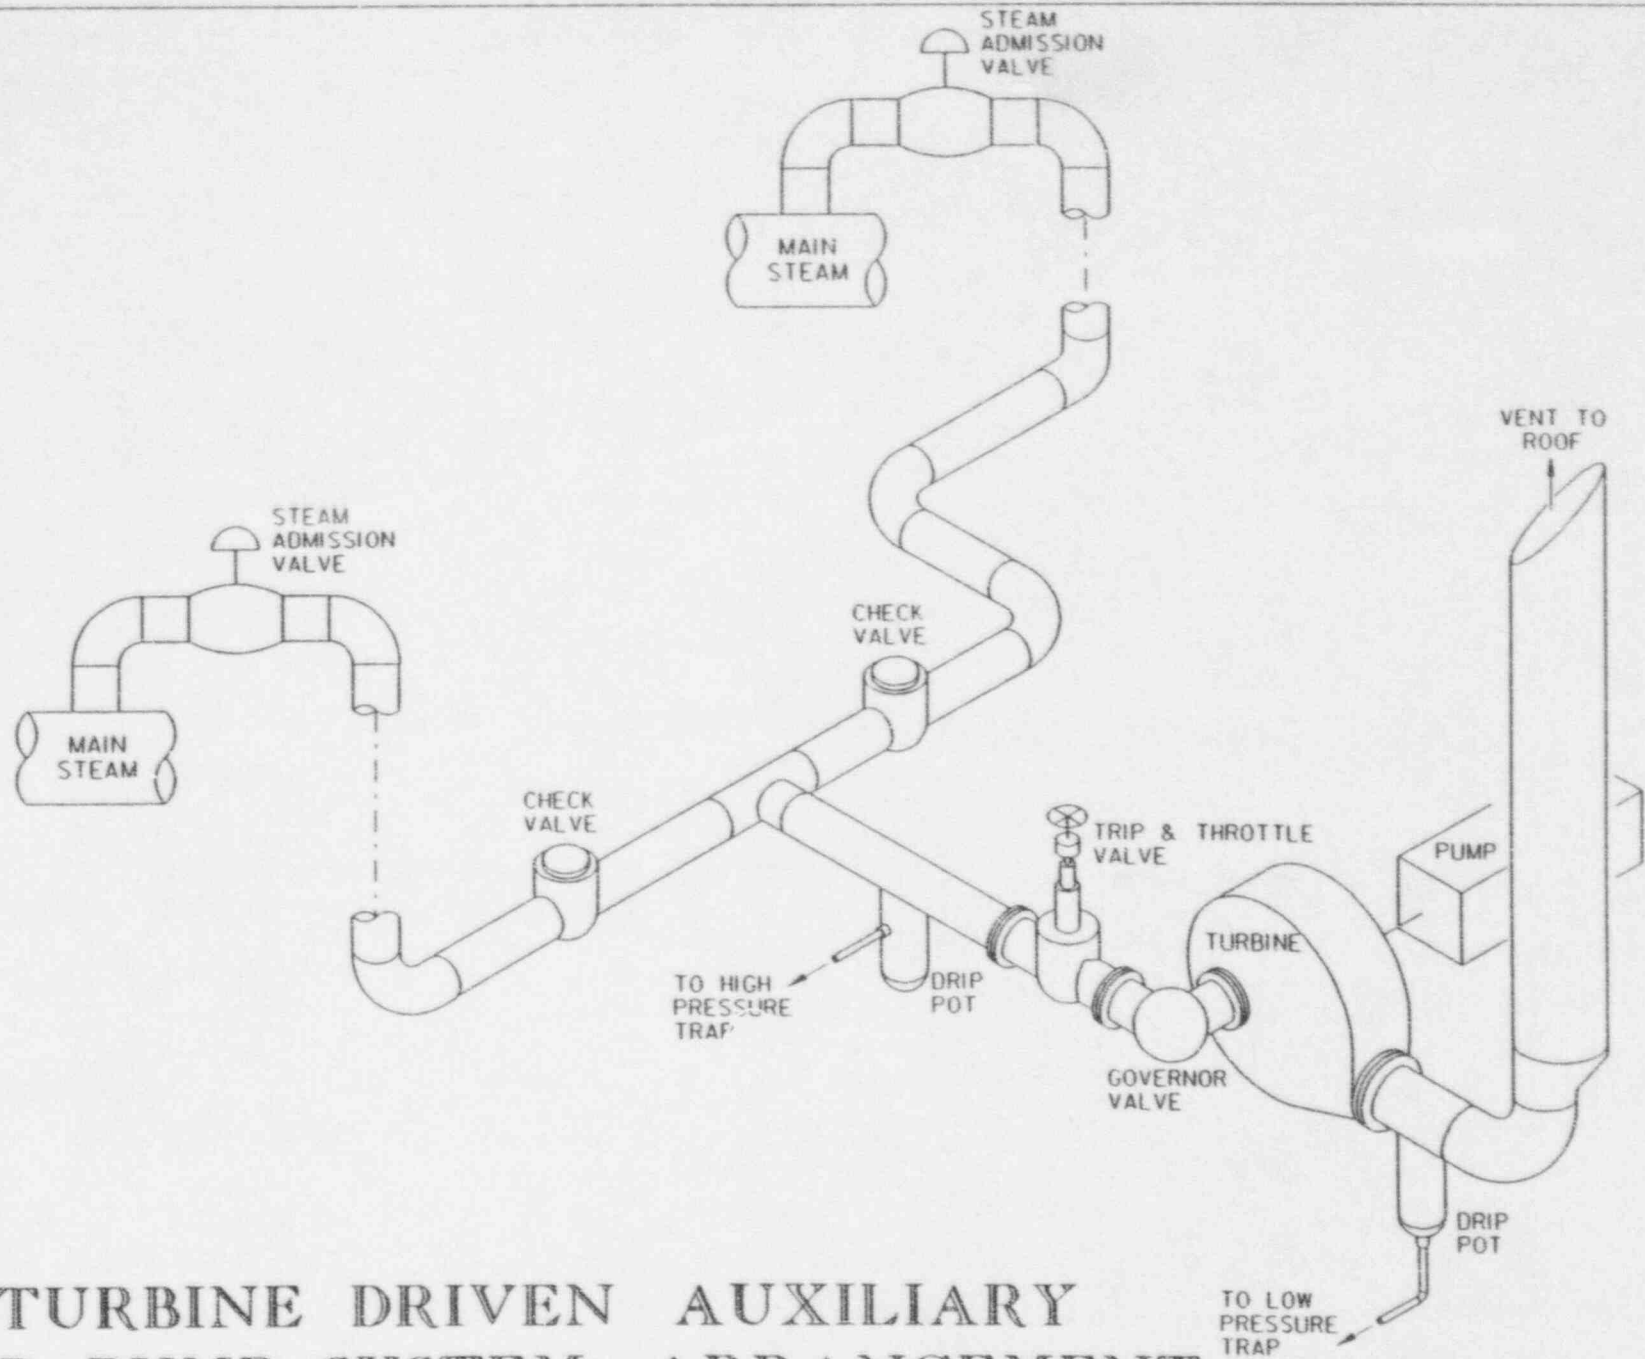 STEAM
ADMISSION
VALVE
MAIN
STEAM
VENT TO
ROOF
STEAM
ADMISSION
VALVE
CHECK
VALVE
MAIN
STEAM
CHECK
VALVE
TRIP & THROTTLE
VALVE
PUMP
TURBINE
TO HIGH
PRESSURE
TRAP
DRIP
POT
GOVERNOR
VALVE
DRIP
POT
TO LOW
PRESSURE
TRAP
TURBINE DRIVEN AUXILIARY
SYSTEM ARRANGEMENT